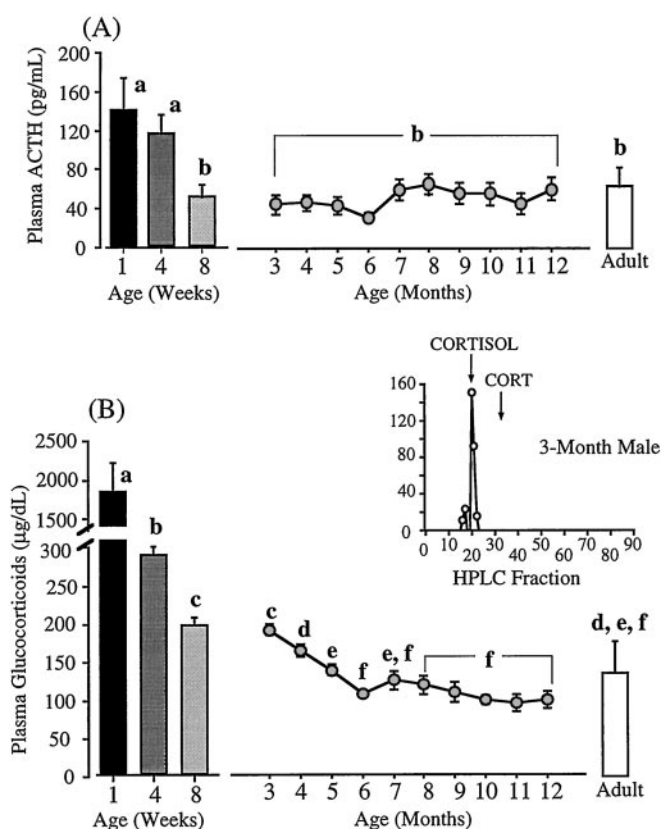 (A)
Plasma ACTH (pg/mL)
200
160
120
80
40
0
a
a
b
b
b
1 4 8
Age (Weeks)
3 4 5 6 7 8 9 10 11 12
Age (Months)
Adult
CORTISOL
CORT
160
120
80
40
0
3-Month Male
0 10 20 30 40 50 60 70 80 90
HPLC Fraction
(B)
Plasma Glucocorticoids (µg/dL)
2500
2000
1500
300
250
200
150
100
50
0
a
b
c
c
d
e
f
e, f
f
d, e, f
1 4 8
Age (Weeks)
3 4 5 6 7 8 9 10 11 12
Age (Months)
Adult